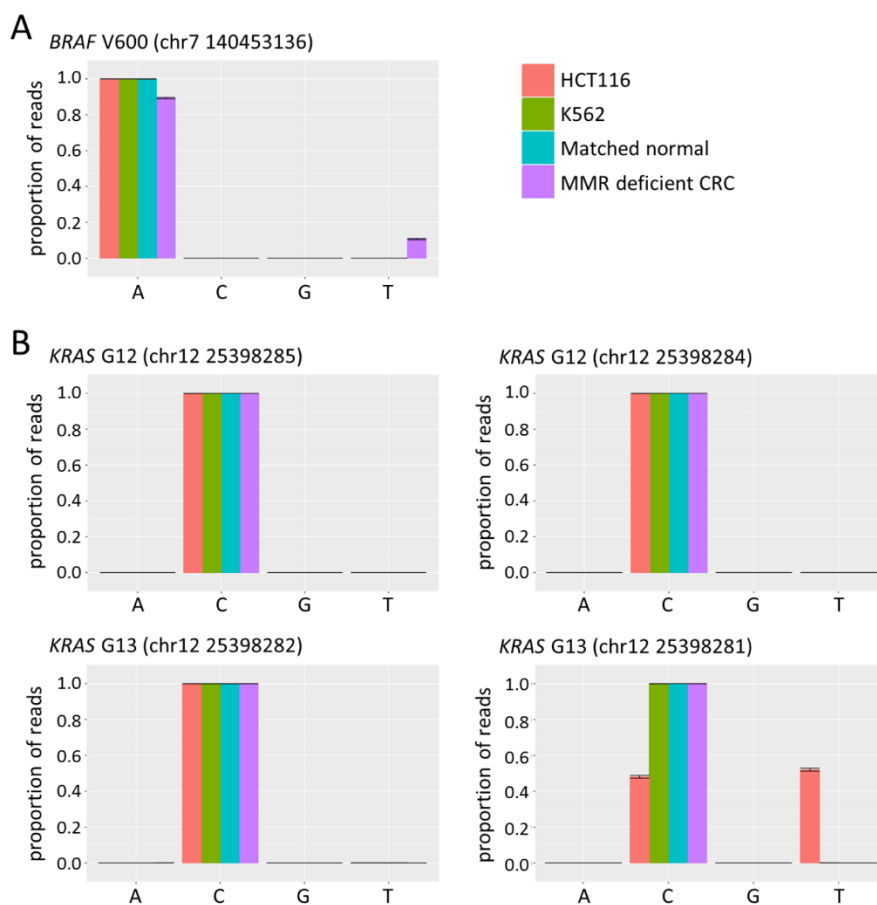 A
BRAF V600 (chr7 140453136)
proportion of reads
1.0
0.8
0.6
0.4
0.2
0.0
A C G T
HCT116
K562
Matched normal
MMR deficient CRC
B
KRAS G12 (chr12 25398285)
proportion of reads
1.0
0.8
0.6
0.4
0.2
0.0
A C G T
KRAS G12 (chr12 25398284)
proportion of reads
1.0
0.8
0.6
0.4
0.2
0.0
A C G T
KRAS G13 (chr12 25398282)
proportion of reads
1.0
0.8
0.6
0.4
0.2
0.0
A C G T
KRAS G13 (chr12 25398281)
proportion of reads
1.0
0.8
0.6
0.4
0.2
0.0
A C G T